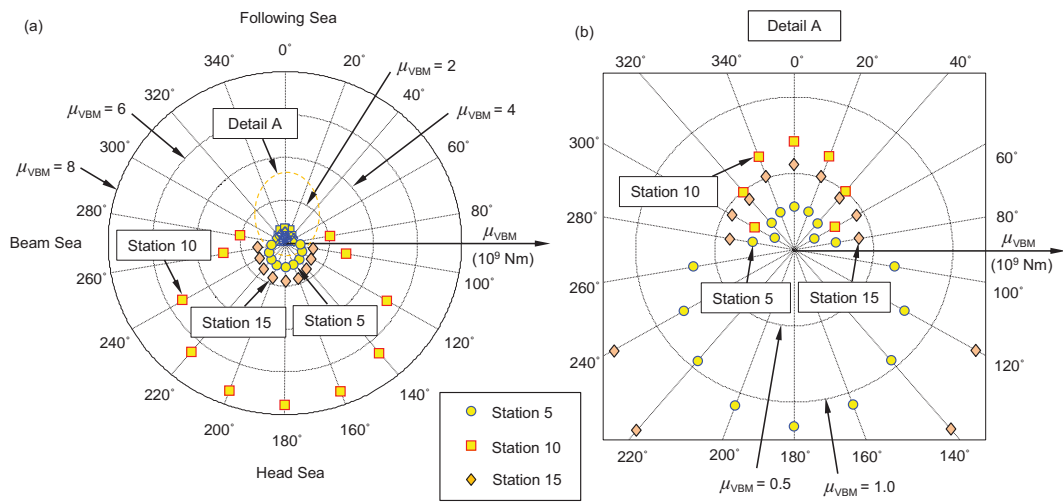 (a)
Following Sea
0°
20°
40°
60°
80°
100°
120°
140°
160°
180°
200°
220°
240°
260°
280°
300°
320°
340°
μVBM = 2
μVBM = 4
μVBM = 6
μVBM = 8
Detail A
Beam Sea
μVBM
(10⁹ Nm)
Station 10
Station 15
Station 5
Head Sea
Station 5
Station 10
Station 15
(b)
Detail A
320°
340°
0°
20°
40°
300°
60°
280°
80°
260°
100°
240°
120°
220°
200°
180°
160°
140°
Station 10
Station 5
Station 15
μVBM
(10⁹ Nm)
μVBM = 0.5
μVBM = 1.0